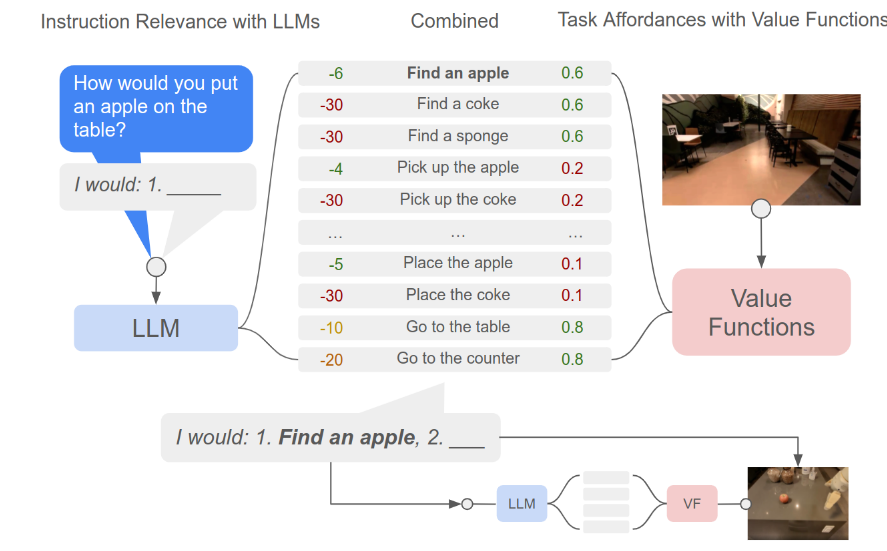 Instruction Relevance with LLMs
Combined
Task Affordances with Value Functions
How would you put
an apple on the
table?
I would: 1. _____
LLM
-6 Find an apple 0.6
-30 Find a coke 0.6
-30 Find a sponge 0.6
-4 Pick up the apple 0.2
-30 Pick up the coke 0.2
... ... ...
-5 Place the apple 0.1
-30 Place the coke 0.1
-10 Go to the table 0.8
-20 Go to the counter 0.8
Value
Functions
I would: 1. Find an apple, 2. ___
LLM
VF